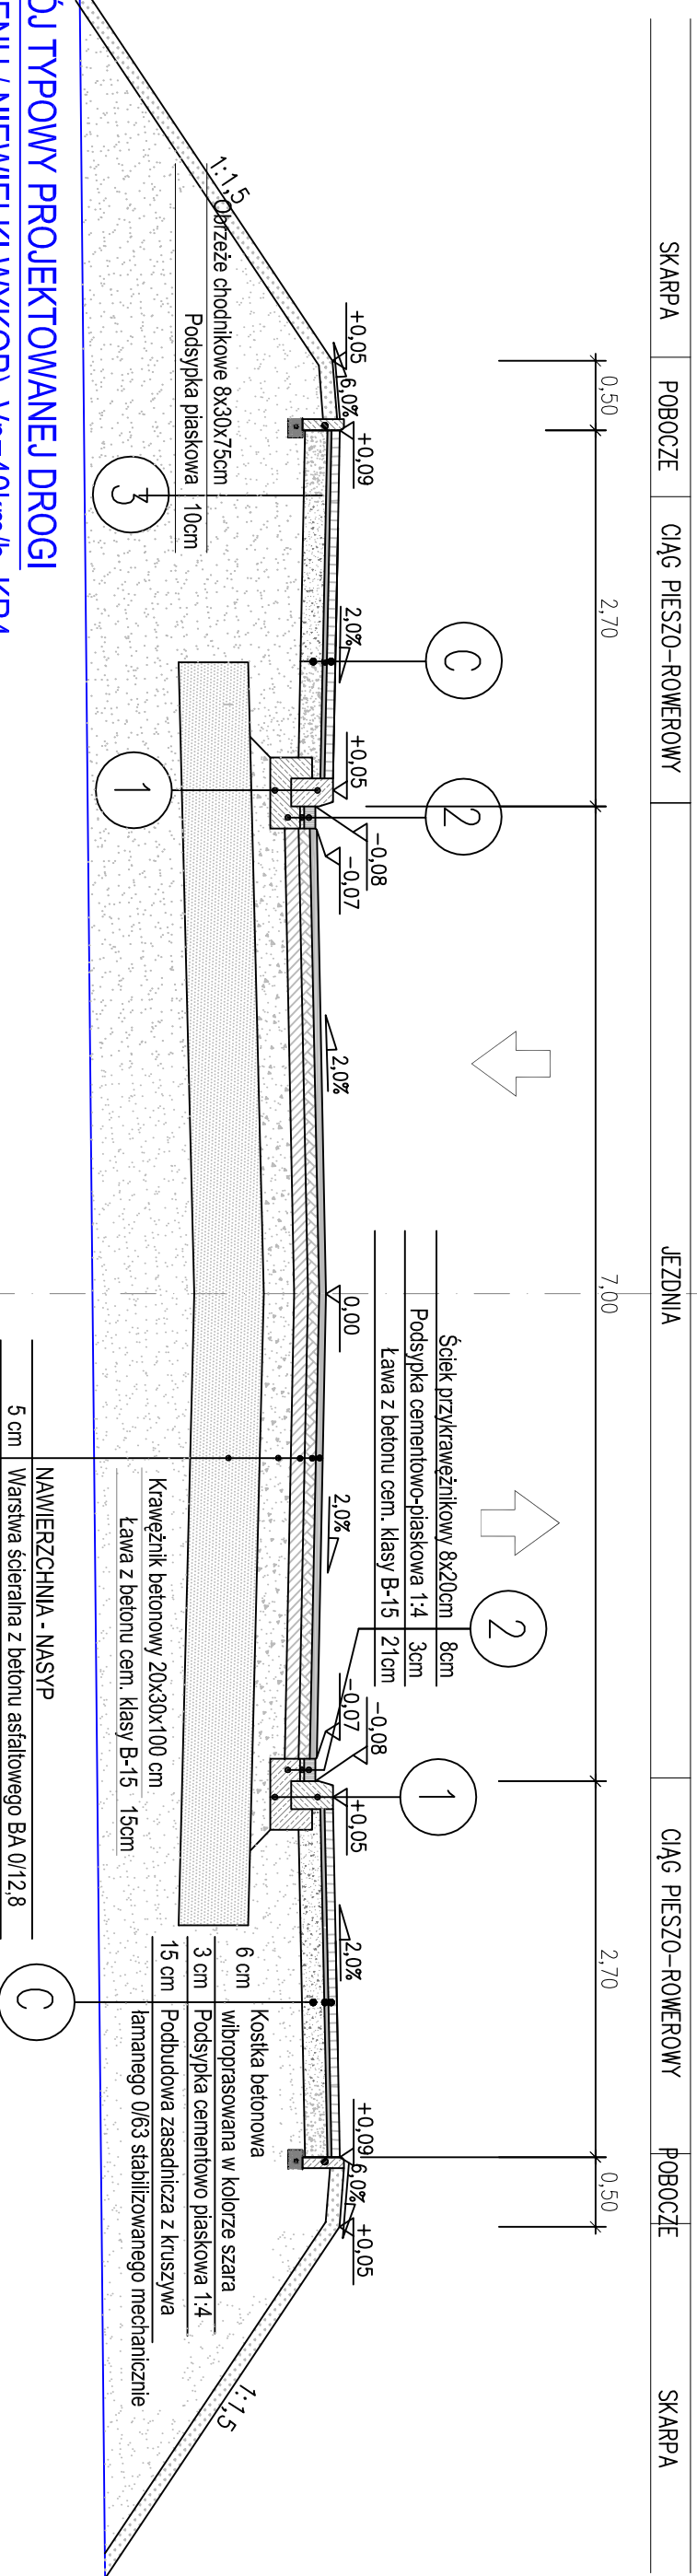 SKARPA
POBOCZE
CIĄG PIESZO-ROWEROWY
JEZDNIA
CIĄG PIESZO-ROWEROWY
POBOCZE
SKARPA
0,50
2,70
7,00
2,70
0,50
C
2
2
1
Ściek przykrawężnikowy 8x20cm 8cm
Podsypka cementowo-piaskowa 1:4 3cm
Ława z betonu cem. klasy B-15 21cm
+0,05
6,0%
+0,09
2,0%
+0,05
-0,08
-0,07
2,0%
0,00
2,0%
-0,07
-0,08
+0,05
2,0%
+0,09
6,0%
+0,05
1:1,5
1:1,5
Obrzeże chodnikowe 8x30x75cm
Podsypka piaskowa 10cm
3
1
Krawężnik betonowy 20x30x100 cm
Ława z betonu cem. klasy B-15 15cm
Kostka betonowa
6 cm wibroprasowana w kolorze szara
3 cm Podsypka cementowo piaskowa 1:4
15 cm Podbudowa zasadnicza z kruszywa
łamanego 0/63 stabilizowanego mechanicznie
C
NAWIERZCHNIA - NASYP
5 cm Warstwa ścieralna z betonu asfaltowego BA 0/12,8
ÓJ TYPOWY PROJEKTOWANEJ DROGI